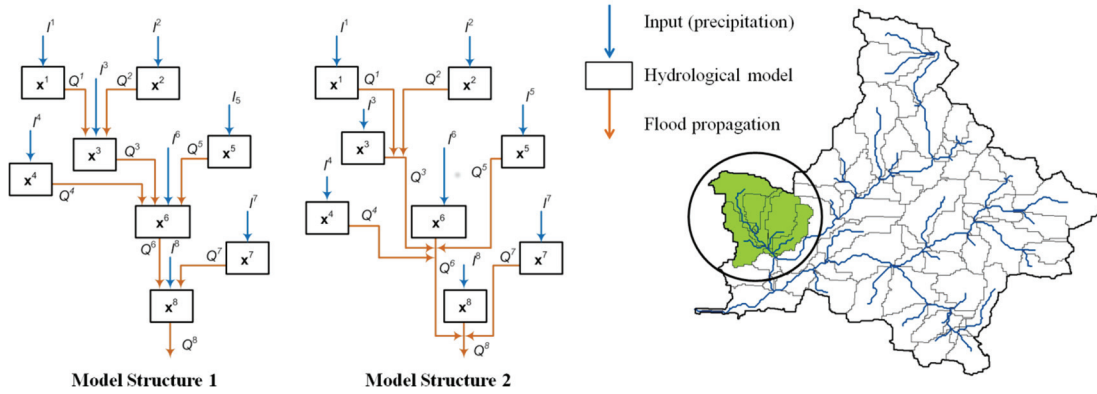 I¹ I²
x¹ Q¹ I³ Q² x²
I⁴ x³ Q³ I⁶ Q⁵ I₅ x⁵
x⁴ Q⁴ x⁶ I⁷
Q⁶ I⁸ Q⁷ x⁷
x⁸
Q⁸
Model Structure 1
I¹ I²
x¹ Q¹ Q² x²
I³ x³ I⁵ x⁵
I⁴ Q³ I⁶ Q⁵
x⁴ Q⁴ x⁶ I⁷
Q⁶ I⁸ Q⁷ x⁷
x⁸
Q⁸
Model Structure 2
Input (precipitation)
Hydrological model
Flood propagation